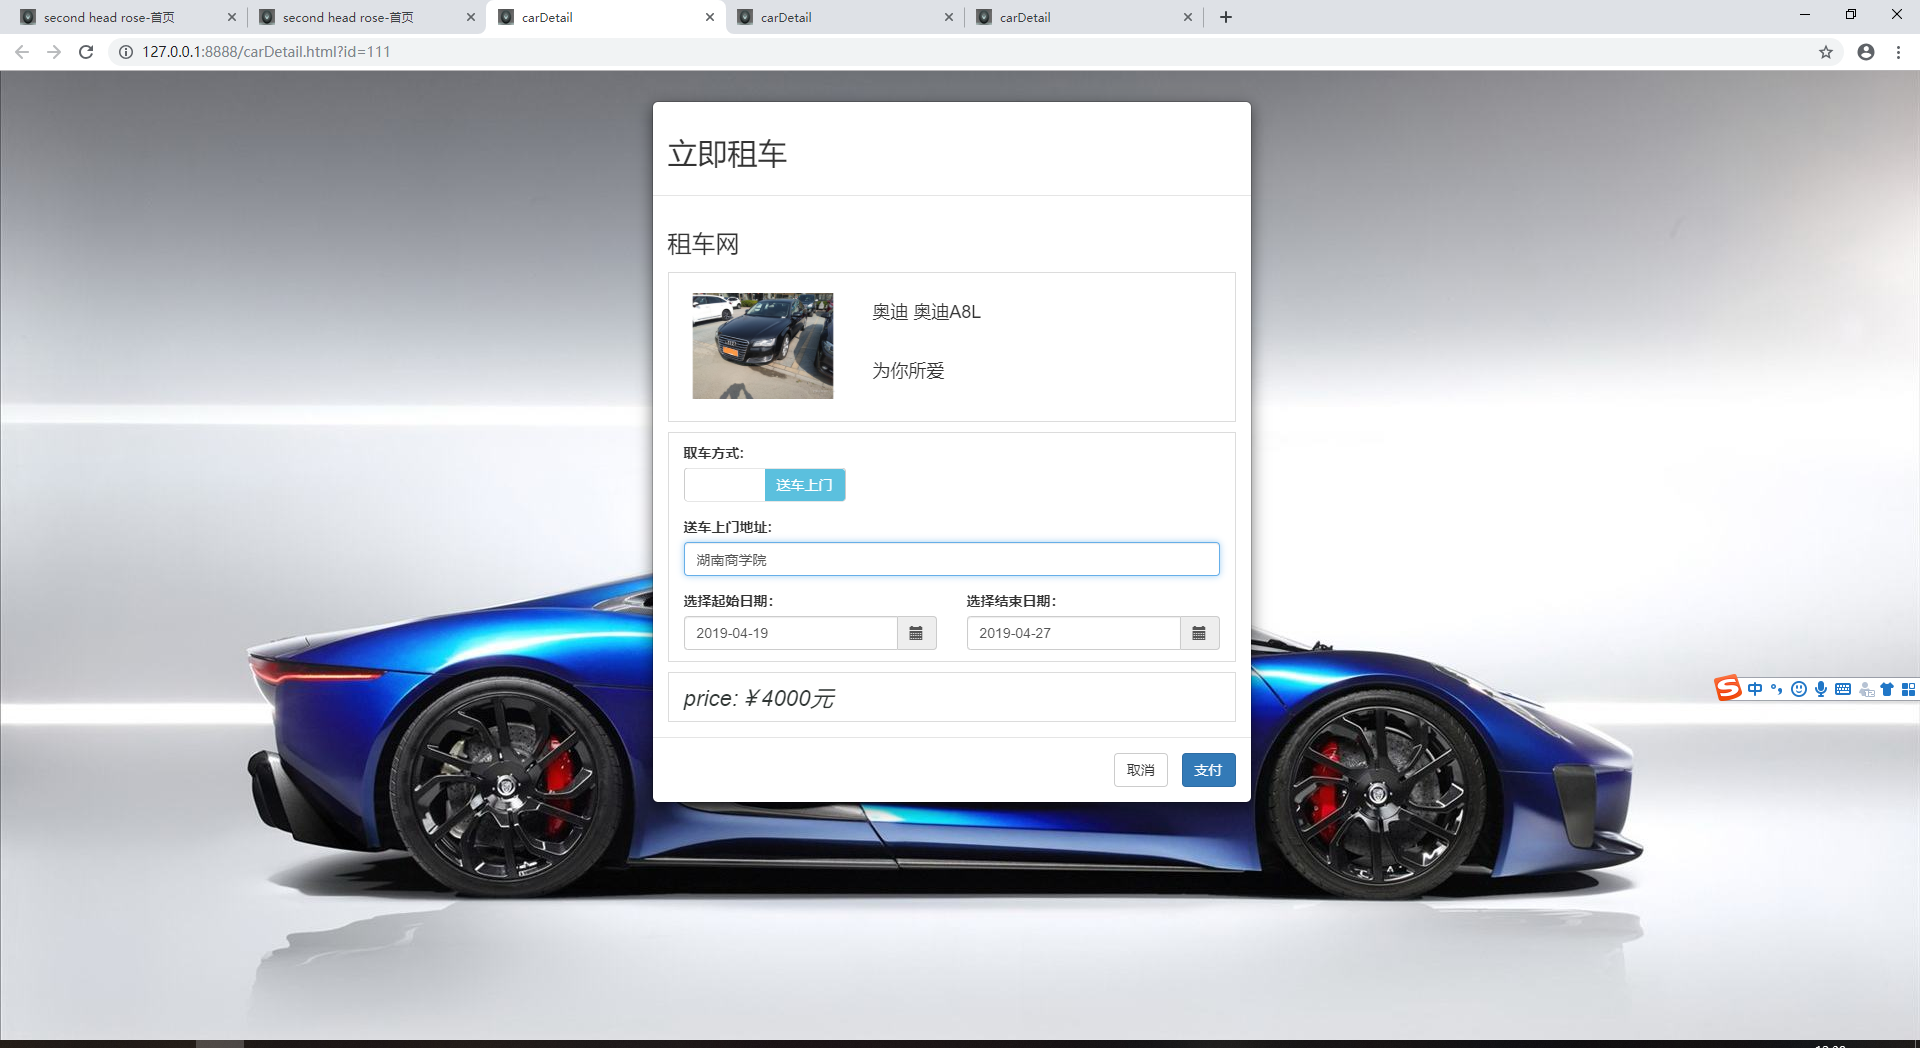 second head rose-首页
second head rose-首页
carDetail
carDetail
carDetail
127.0.0.1:8888/carDetail.html?id=111
立即租车
租车网
奥迪 奥迪A8L
为你所爱
取车方式:
送车上门
送车上门地址:
湖南商学院
选择起始日期:
选择结束日期:
2019-04-19
2019-04-27
price: ¥4000元
取消
支付
中